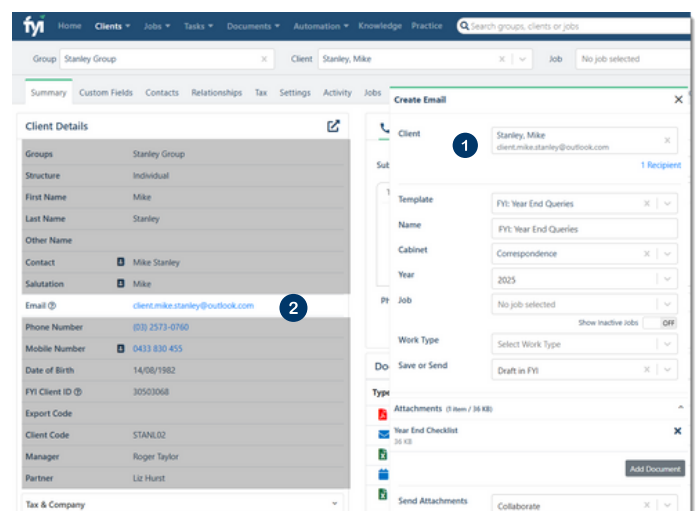 fyi Home Clients Jobs Tasks Documents Automation Knowledge Practice Search groups, clients or jobs
Group Stanley Group Client Stanley, Mike Job No job selected
Summary Custom Fields Contacts Relationships Tax Settings Activity Jobs
Client Details
Groups Stanley Group
Structure Individual
First Name Mike
Last Name Stanley
Other Name
Contact Mike Stanley
Salutation Mike
Email client.mike.stanley@outlook.com 2
Phone Number (03) 2573-0760
Mobile Number 0433 830 455
Date of Birth 14/08/1982
FYI Client ID 30503068
Export Code
Client Code STANL02
Manager Roger Taylor
Partner Liz Hurst
Tax & Company
Create Email
Client 1 Stanley, Mike
client.mike.stanley@outlook.com
1 Recipient
Template FYI: Year End Queries
Name FYI: Year End Queries
Cabinet Correspondence
Year 2025
Job No job selected
Show Inactive Jobs OFF
Work Type Select Work Type
Save or Send Draft in FYI
Attachments (1 item / 36 KB)
Year End Checklist
36 KB
Add Document
Send Attachments Collaborate